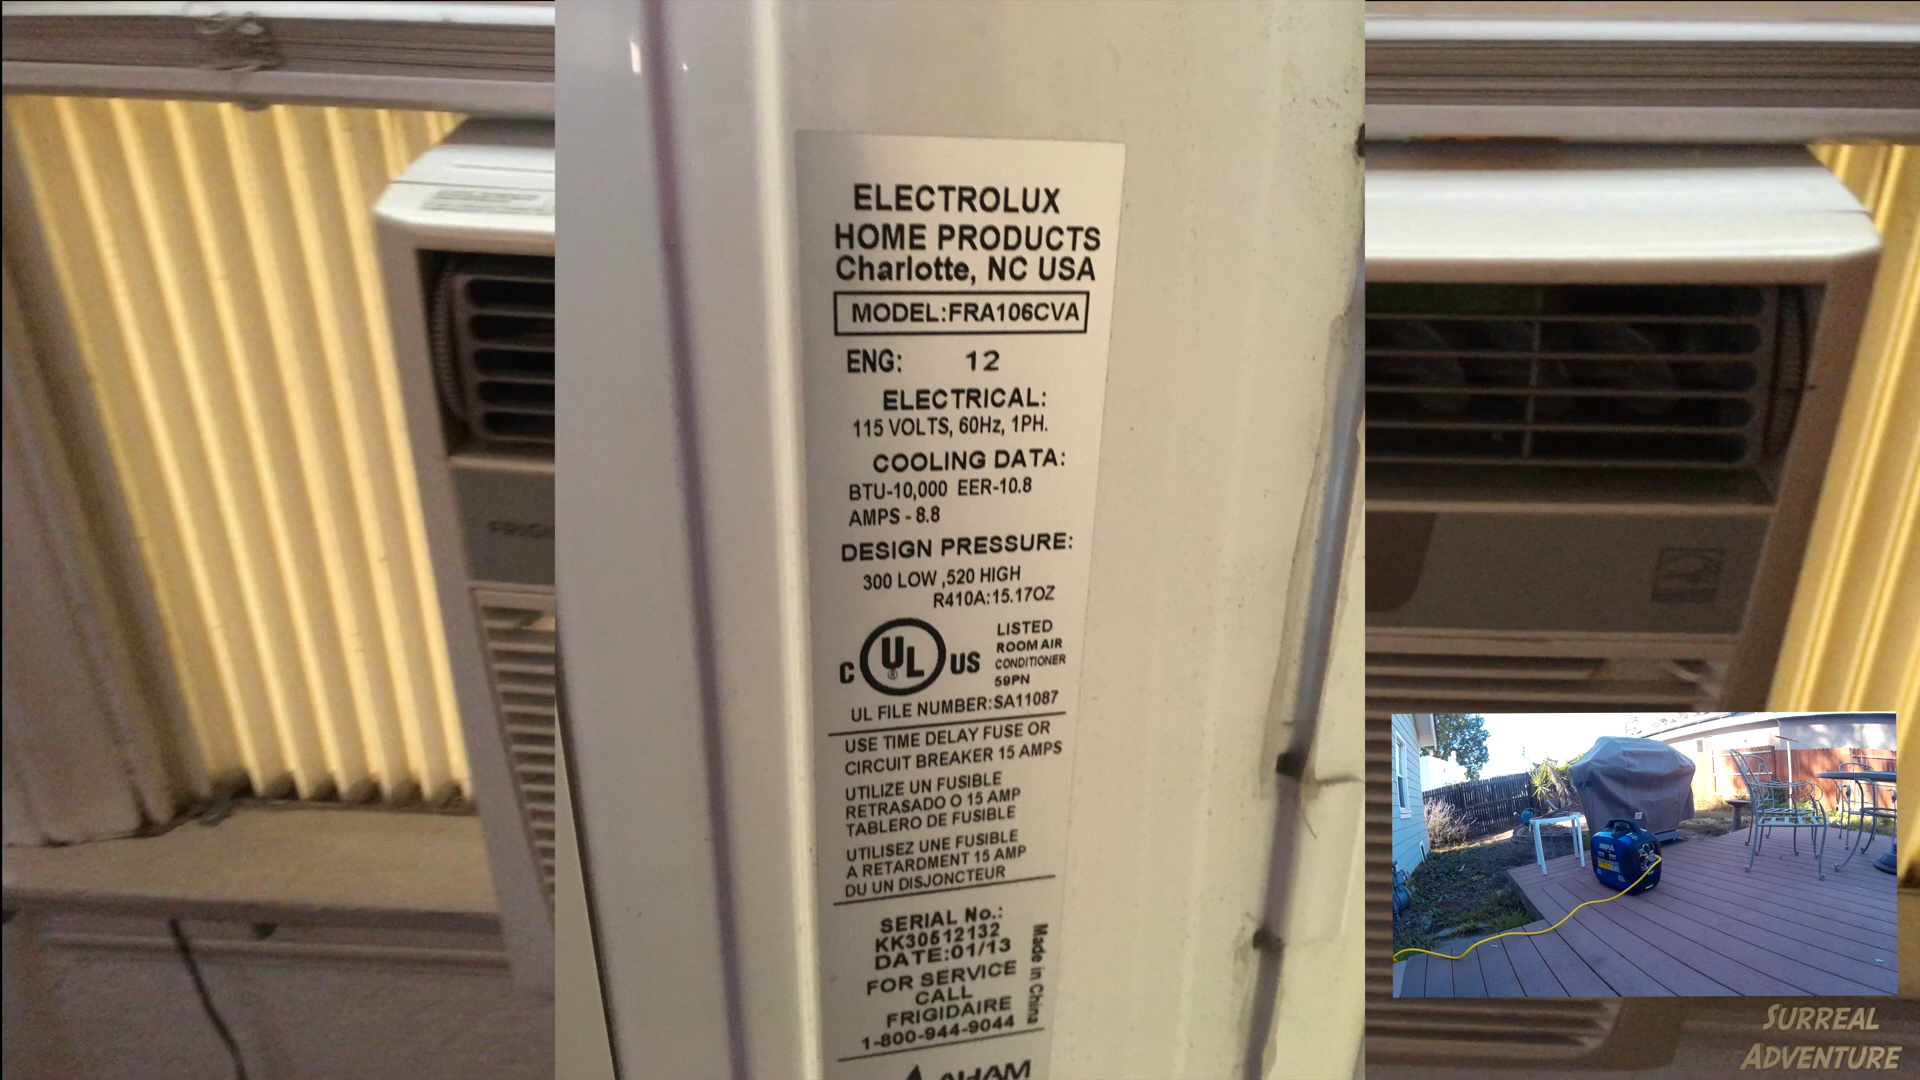 ELECTROLUX
HOME PRODUCTS
Charlotte, NC USA
MODEL:FRA106CVA
ENG: 12
ELECTRICAL:
115 VOLTS, 60Hz, 1PH.
COOLING DATA:
BTU-10,000 EER-10.8
AMPS - 8.8
DESIGN PRESSURE:
300 LOW ,520 HIGH
R410A:15.17OZ
C UL® US
LISTED
ROOM AIR
CONDITIONER
59PN
UL FILE NUMBER:SA11087
USE TIME DELAY FUSE OR
CIRCUIT BREAKER 15 AMPS
UTILIZE UN FUSIBLE
RETRASADO O 15 AMP
TABLERO DE FUSIBLE
UTILISEZ UNE FUSIBLE
A RETARDMENT 15 AMP
DU UN DISJONCTEUR
SERIAL No.:
KK30512132
DATE:01/13
Made in China
FOR SERVICE
CALL
FRIGIDAIRE
1-800-944-9044
AHAM
SURREAL
ADVENTURE